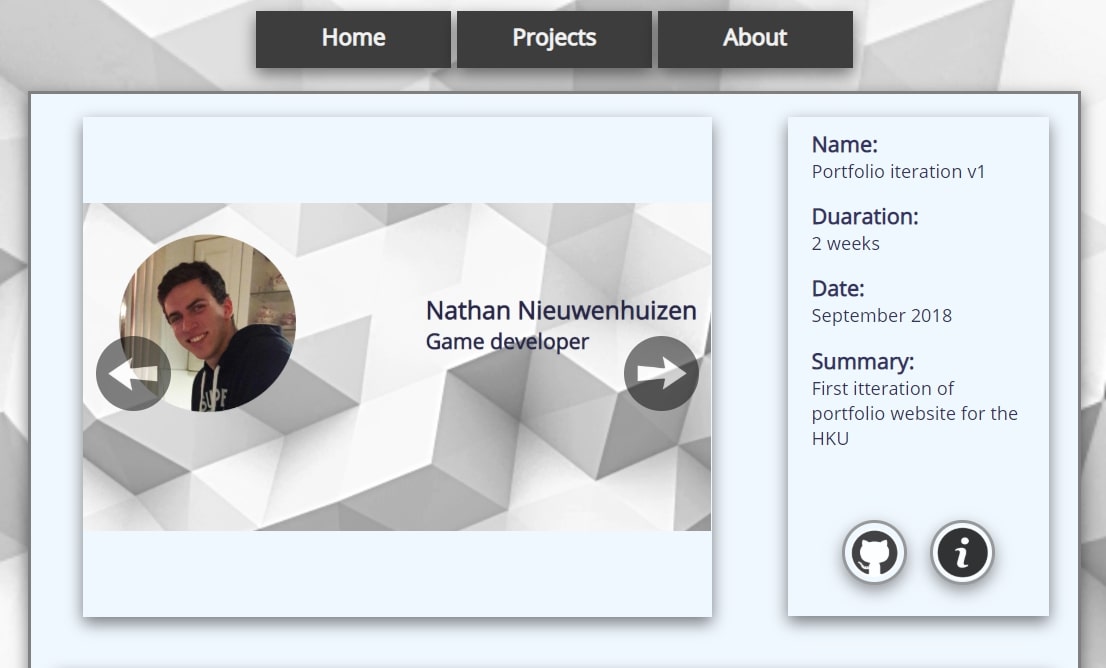 Home
Projects
About
Nathan Nieuwenhuizen
Game developer
Name:
Portfolio iteration v1
Duaration:
2 weeks
Date:
September 2018
Summary:
First itteration of
portfolio website for the
HKU
i